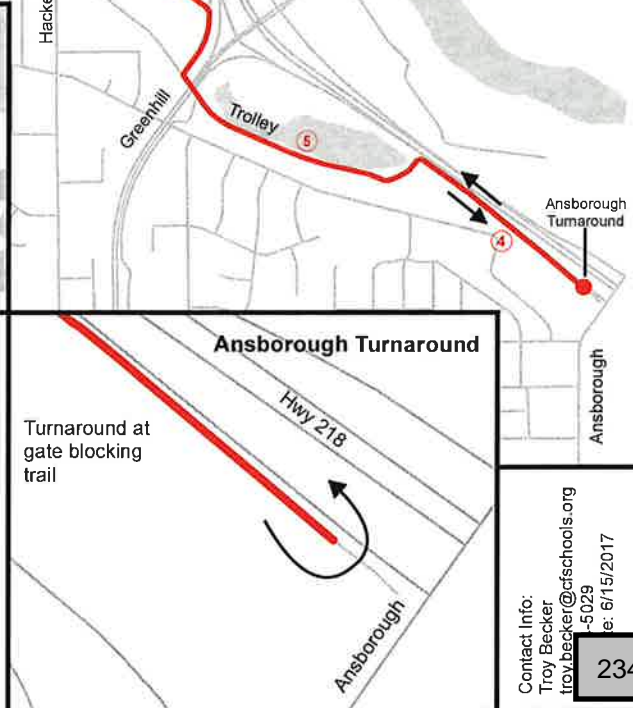 Hacke
Greenhill
Trolley
5
4
Ansborough
Turnaround
Ansborough
Ansborough Turnaround
Hwy 218
Turnaround at
gate blocking
trail
Ansborough
Contact Info:
Troy Becker
troy.becker@cfschools.org
-5029
te: 6/15/2017
234